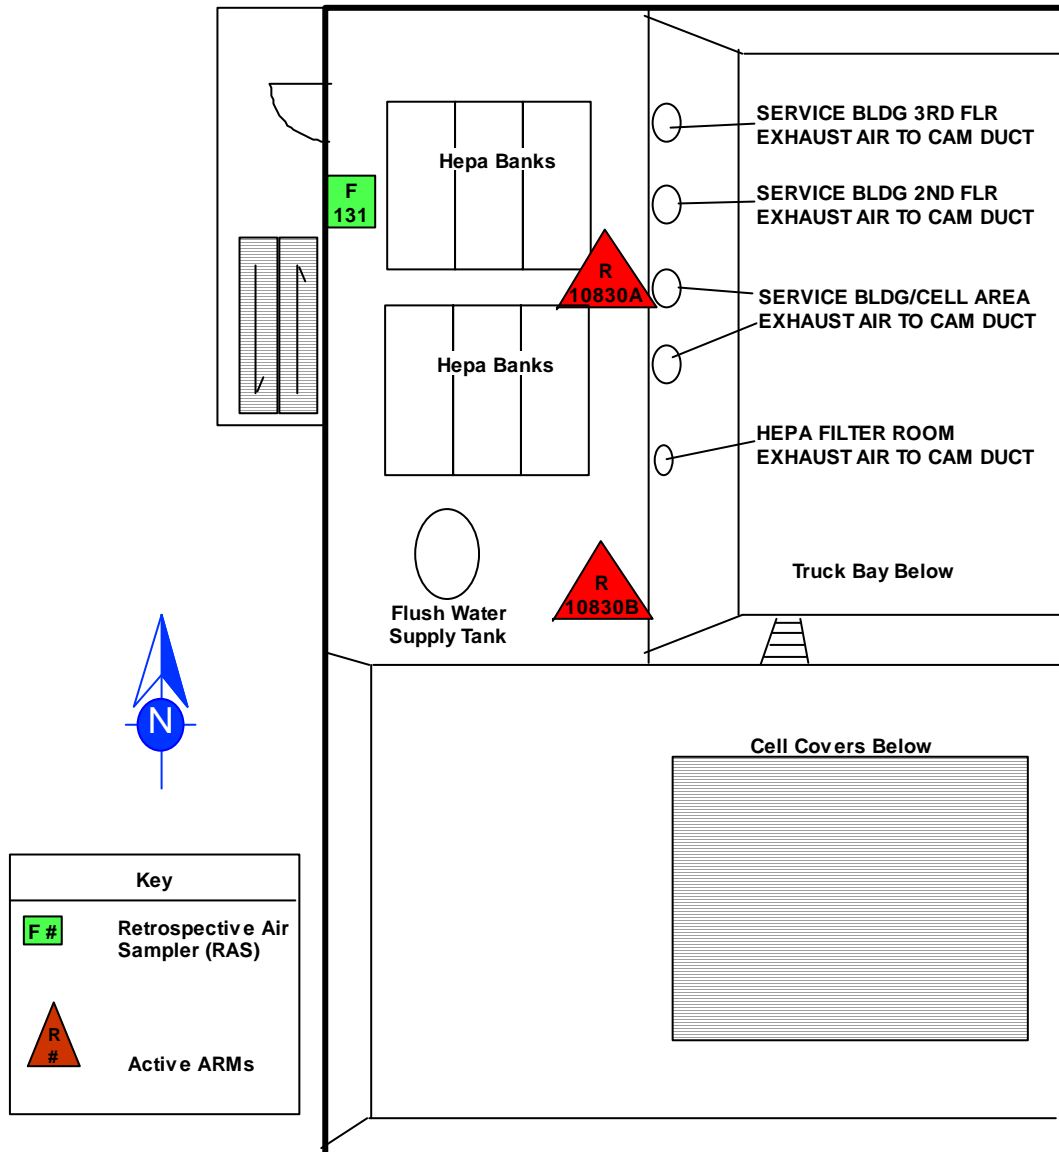 SERVICE BLDG 3RD FLR
EXHAUST AIR TO CAM DUCT
Hepa Banks
F
131
SERVICE BLDG 2ND FLR
EXHAUST AIR TO CAM DUCT
R
10830A
SERVICE BLDG/CELL AREA
EXHAUST AIR TO CAM DUCT
Hepa Banks
HEPA FILTER ROOM
EXHAUST AIR TO CAM DUCT
Truck Bay Below
R
10830B
Flush Water
Supply Tank
N
Cell Covers Below
Key
F #
Retrospective Air
Sampler (RAS)
R
#
Active ARMs